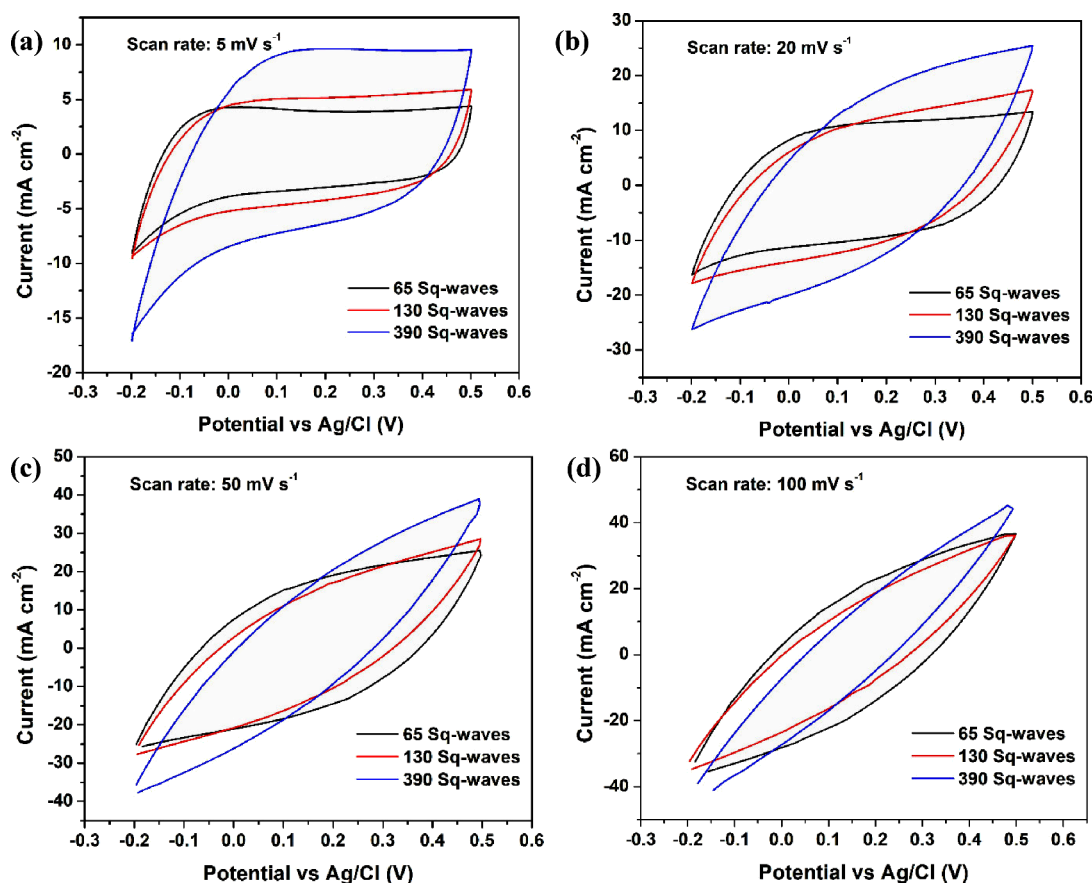 (a)
Scan rate: 5 mV s⁻¹
10
5
0
-5
-10
-15
-20
Current (mA cm⁻²)
65 Sq-waves
130 Sq-waves
390 Sq-waves
-0.3 -0.2 -0.1 0.0 0.1 0.2 0.3 0.4 0.5 0.6
Potential vs Ag/Cl (V)
(b)
Scan rate: 20 mV s⁻¹
30
20
10
0
-10
-20
-30
Current (mA cm⁻²)
65 Sq-waves
130 Sq-waves
390 Sq-waves
-0.3 -0.2 -0.1 0.0 0.1 0.2 0.3 0.4 0.5 0.6
Potential vs Ag/Cl (V)
(c)
Scan rate: 50 mV s⁻¹
50
40
30
20
10
0
-10
-20
-30
-40
Current (mA cm⁻²)
65 Sq-waves
130 Sq-waves
390 Sq-waves
-0.3 -0.2 -0.1 0.0 0.1 0.2 0.3 0.4 0.5 0.6
Potential vs Ag/Cl (V)
(d)
Scan rate: 100 mV s⁻¹
60
40
20
0
-20
-40
Current (mA cm⁻²)
65 Sq-waves
130 Sq-waves
390 Sq-waves
-0.3 -0.2 -0.1 0.0 0.1 0.2 0.3 0.4 0.5 0.6
Potential vs Ag/Cl (V)